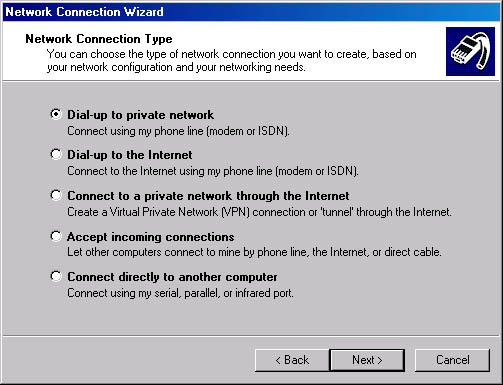 Network Connection Wizard
Network Connection Type
You can choose the type of network connection you want to create, based on
your network configuration and your networking needs.
Dial-up to private network
Connect using my phone line (modem or ISDN).
Dial-up to the Internet
Connect to the Internet using my phone line (modem or ISDN).
Connect to a private network through the Internet
Create a Virtual Private Network (VPN) connection or 'tunnel' through the Internet.
Accept incoming connections
Let other computers connect to mine by phone line, the Internet, or direct cable.
Connect directly to another computer
Connect using my serial, parallel, or infrared port.
< Back Next > Cancel